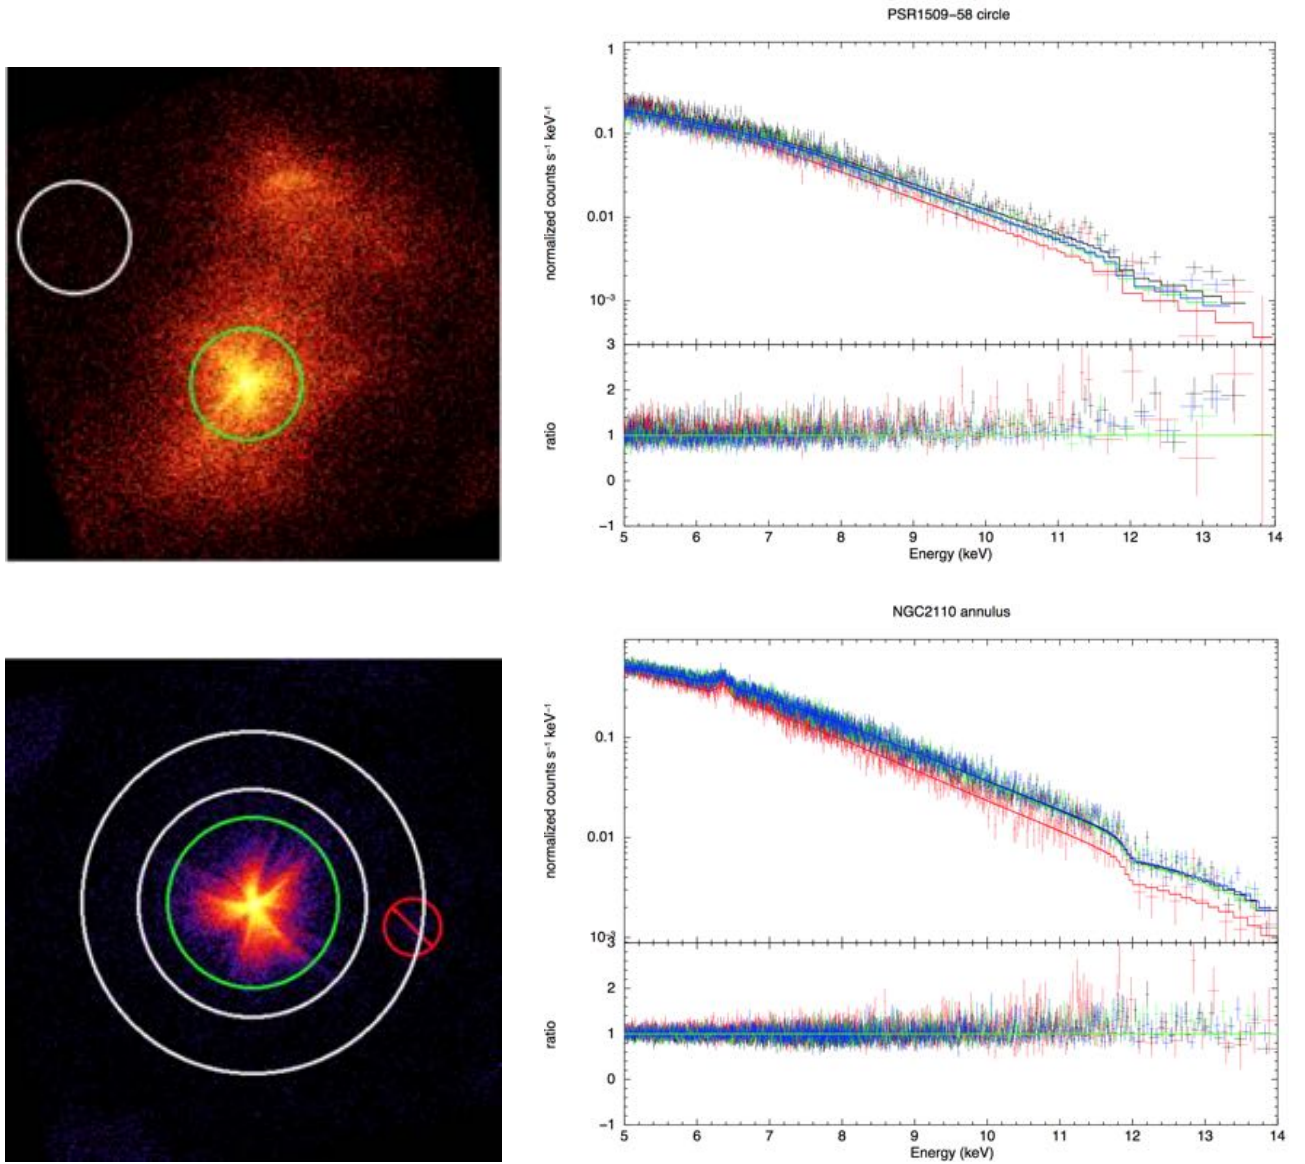 PSR1509−58 circle
normalized counts s⁻¹ keV⁻¹
1
0.1
0.01
10⁻³
ratio
3
2
1
0
−1
5 6 7 8 9 10 11 12 13 14
Energy (keV)
NGC2110 annulus
normalized counts s⁻¹ keV⁻¹
0.1
0.01
ratio
2
1
0
−1
5 6 7 8 9 10 11 12 13 14
Energy (keV)